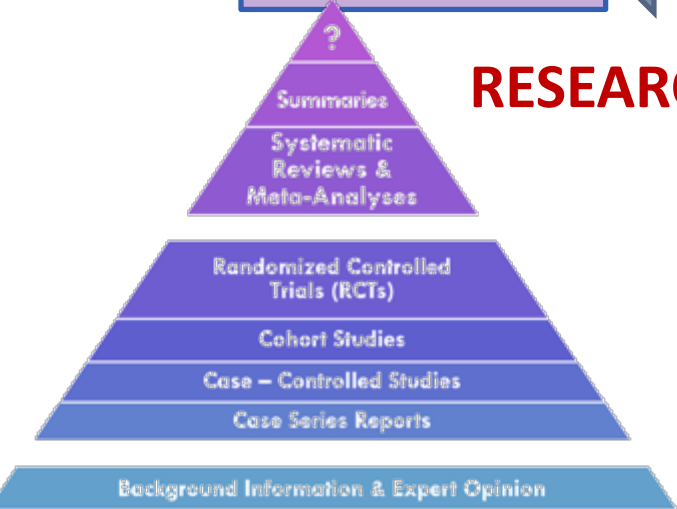 ?
RESEARC
Summaries
Systematic
Reviews &
Meta-Analyses
Randomized Controlled
Trials (RCTs)
Cohort Studies
Case – Controlled Studies
Case Series Reports
Background Information & Expert Opinion